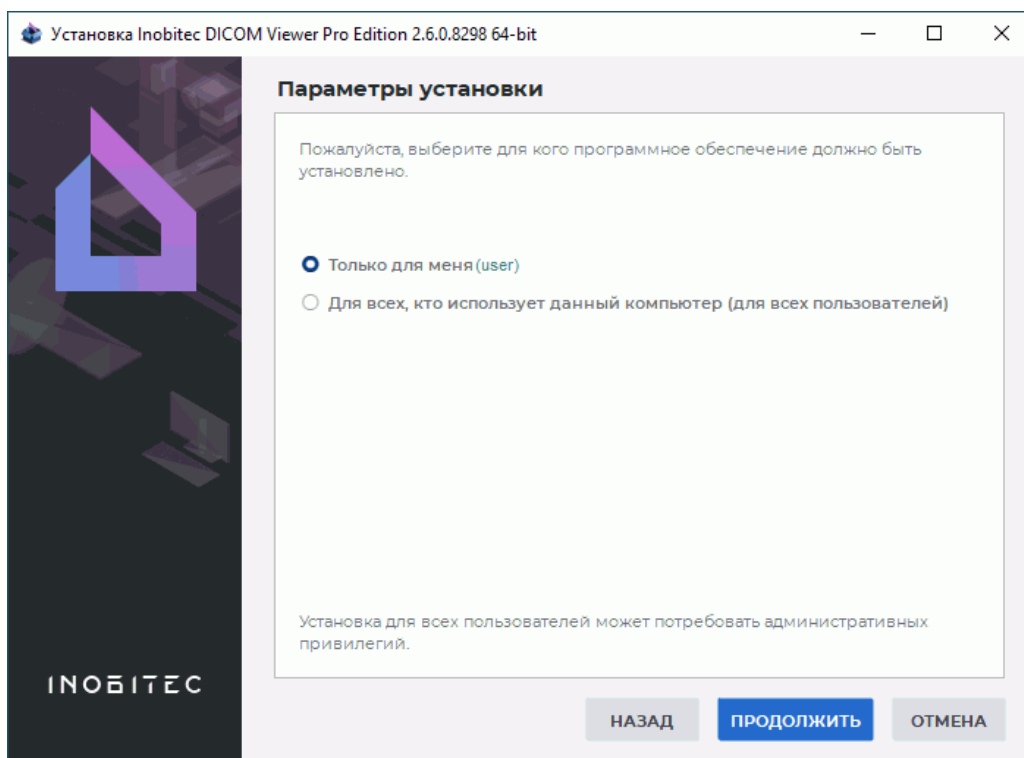 Установка Inobitec DICOM Viewer Pro Edition 2.6.0.8298 64-bit
Параметры установки
Пожалуйста, выберите для кого программное обеспечение должно быть
установлено.
Только для меня (user)
Для всех, кто использует данный компьютер (для всех пользователей)
Установка для всех пользователей может потребовать административных
привилегий.
INOBITEC
НАЗАД ПРОДОЛЖИТЬ ОТМЕНА